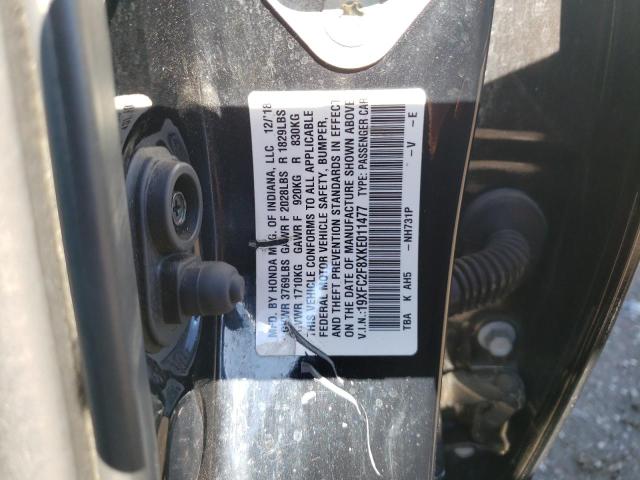 MFD. BY HONDA MFG. OF INDIANA, LLC 12/'18
GVWR 3769LBS GAWR F 2028LBS R 1829LBS
GVWR 1710KG GAWR F 920KG R 830KG
THIS VEHICLE CONFORMS TO ALL APPLICABLE
FEDERAL MOTOR VEHICLE SAFETY, BUMPER,
AND THEFT PREVENTION STANDARDS IN EFFECT
ON THE DATE OF MANUFACTURE SHOWN ABOVE.
V.I.N.:19XFC2F8XKE011477 TYPE: PASSENGER CAR
TBA K AH5 -NH731P -V -E